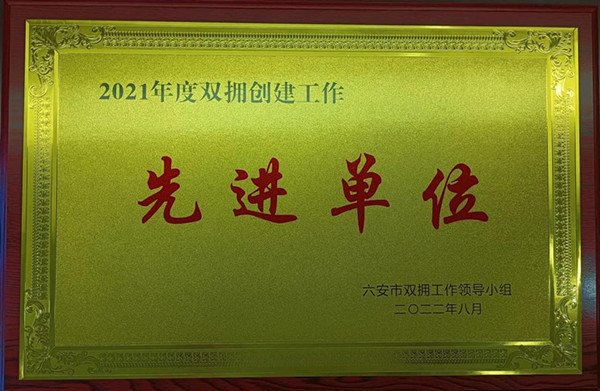 2021年度双拥创建工作
先进单位
六安市双拥工作领导小组
二〇二二年八月